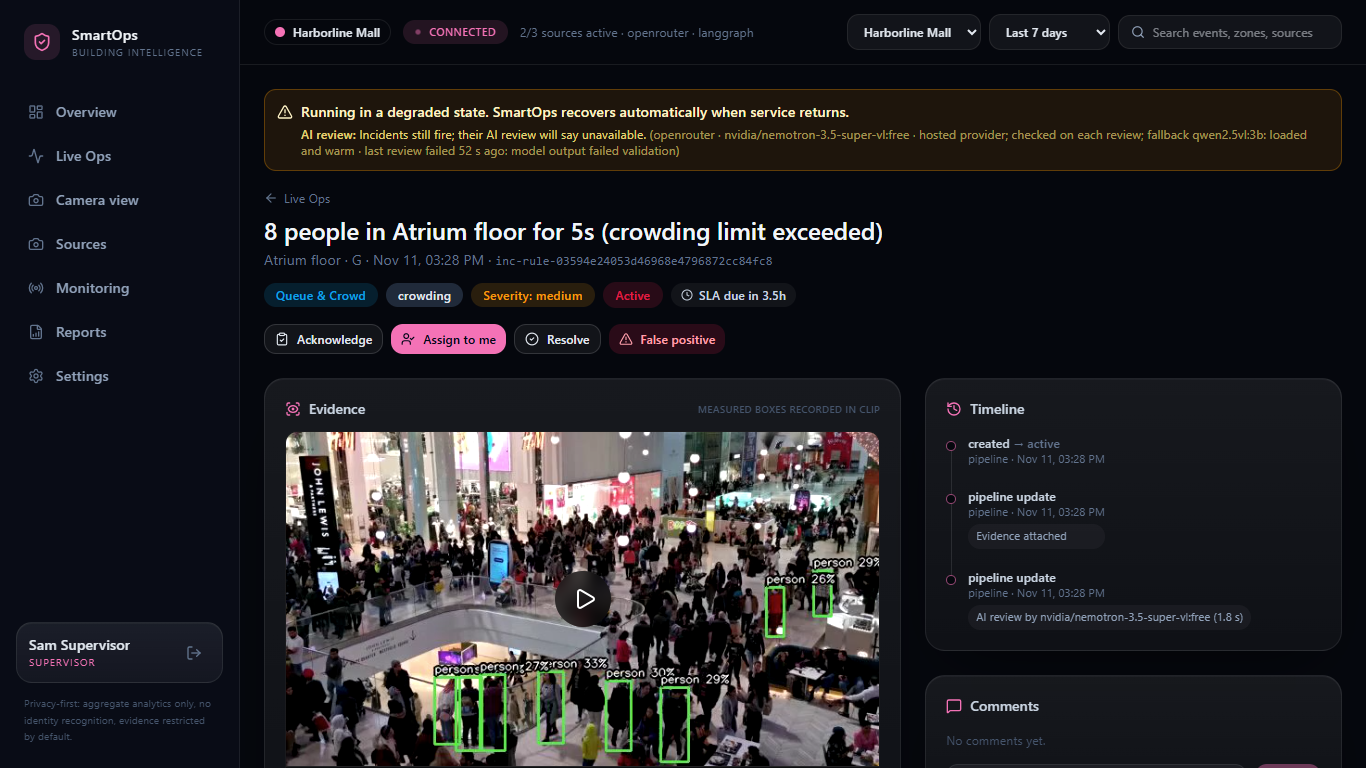 SmartOps
BUILDING INTELLIGENCE
Overview
Live Ops
Camera view
Sources
Monitoring
Reports
Settings
Sam Supervisor
SUPERVISOR
Privacy-first: aggregate analytics only, no
identity recognition, evidence restricted
by default.
Harborline Mall
CONNECTED
2/3 sources active · openrouter · langgraph
Harborline Mall
Last 7 days
Search events, zones, sources
Running in a degraded state. SmartOps recovers automatically when service returns.
AI review: Incidents still fire; their AI review will say unavailable. (openrouter · nvidia/nemotron-3.5-super-vl:free · hosted provider; checked on each review; fallback qwen2.5vl:3b: loaded
and warm · last review failed 52 s ago: model output failed validation)
Live Ops
8 people in Atrium floor for 5s (crowding limit exceeded)
Atrium floor · G · Nov 11, 03:28 PM · inc-rule-03594e24053d46968e4796872cc84fc8
Queue & Crowd
crowding
Severity: medium
Active
SLA due in 3.5h
Acknowledge
Assign to me
Resolve
False positive
Evidence
MEASURED BOXES RECORDED IN CLIP
JOHN LEWIS
person 29%
person 26%
person
person 27%
rson 33%
person 30%
person 29%
Timeline
created → active
pipeline · Nov 11, 03:28 PM
pipeline update
pipeline · Nov 11, 03:28 PM
Evidence attached
pipeline update
pipeline · Nov 11, 03:28 PM
AI review by nvidia/nemotron-3.5-super-vl:free (1.8 s)
Comments
No comments yet.